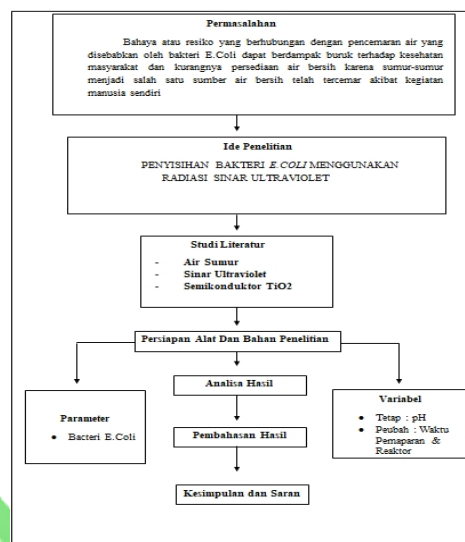 Permasalahan
Bahaya atau resiko yang berhubungan dengan pencemaran air yang
disebabkan oleh bakteri E.Coli dapat berdampak buruk terhadap kesehatan
masyarakat dan kurangnya persediaan air bersih karena sumur-sumur
menjadi salah satu sumber air bersih telah tercemar akibat kegiatan
manusia sendiri
Ide Penelitian
PENYISIHAN BAKTERI E.COLI MENGGUNAKAN
RADIASI SINAR ULTRAVIOLET
Studi Literatur
- Air Sumur
- Sinar Ultraviolet
- Semikonduktor TiO2
Persiapan Alat Dan Bahan Penelitian
Parameter
• Bacteri E.Coli
Analisa Hasil
Pembahasan Hasil
Kesimpulan dan Saran
Variabel
• Tetap : pH
• Peubah : Waktu
Pemaparan &
Reaktor